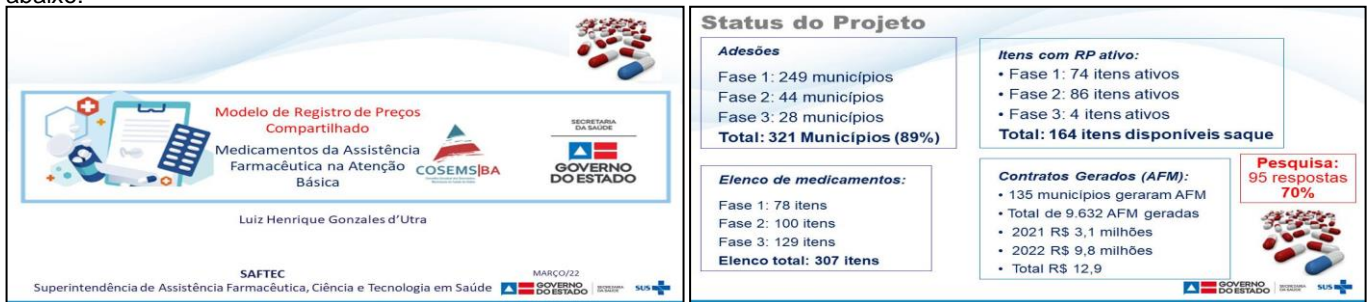 abaixo:
Modelo de Registro de Preços
Compartilhado
Medicamentos da Assistência
Farmacêutica na Atenção
Básica
COSEMS|BA
SECRETARIA
DA SAÚDE
GOVERNO
DO ESTADO
Luiz Henrique Gonzales d'Utra
SAFTEC
MARÇO/22
Superintendência de Assistência Farmacêutica, Ciência e Tecnologia em Saúde
GOVERNO
DO ESTADO
SUS
Status do Projeto
Adesões
Fase 1: 249 municípios
Fase 2: 44 municípios
Fase 3: 28 municípios
Total: 321 Municípios (89%)
Itens com RP ativo:
• Fase 1: 74 itens ativos
• Fase 2: 86 itens ativos
• Fase 3: 4 itens ativos
Total: 164 itens disponíveis saque
Elenco de medicamentos:
Fase 1: 78 itens
Fase 2: 100 itens
Fase 3: 129 itens
Elenco total: 307 itens
Contratos Gerados (AFM):
• 135 municípios geraram AFM
• Total de 9.632 AFM geradas
• 2021 R$ 3,1 milhões
• 2022 R$ 9,8 milhões
• Total R$ 12,9
Pesquisa:
95 respostas
70%
GOVERNO
DO ESTADO
SUS